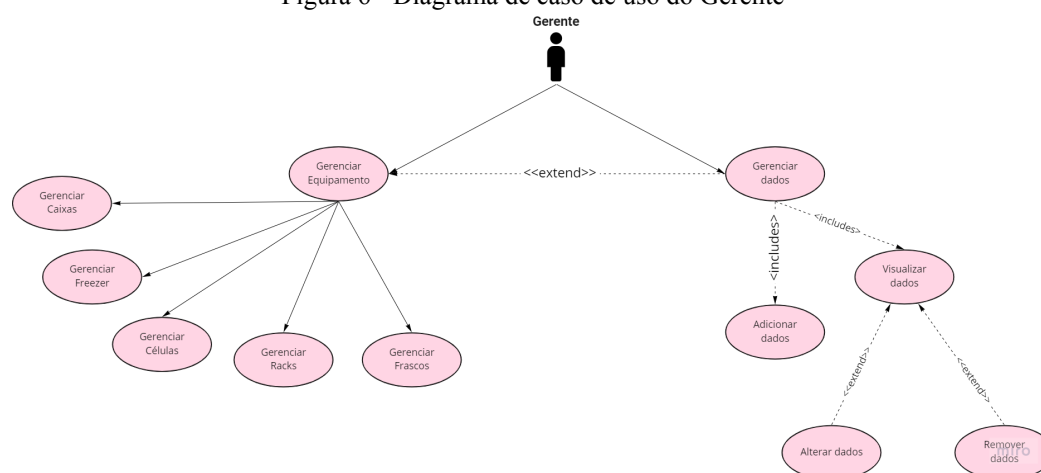 Figura 6 - Diagrama de caso de uso do Gerente
Gerente
Gerenciar
Equipamento
<<extend>>
Gerenciar
dados
Gerenciar
Caixas
<includes>
<includes>
Gerenciar
Freezer
Visualizar
dados
Gerenciar
Células
Gerenciar
Racks
Gerenciar
Frascos
Adicionar
dados
<<extend>>
<<extend>>
Alterar dados
Remover
dados
miro